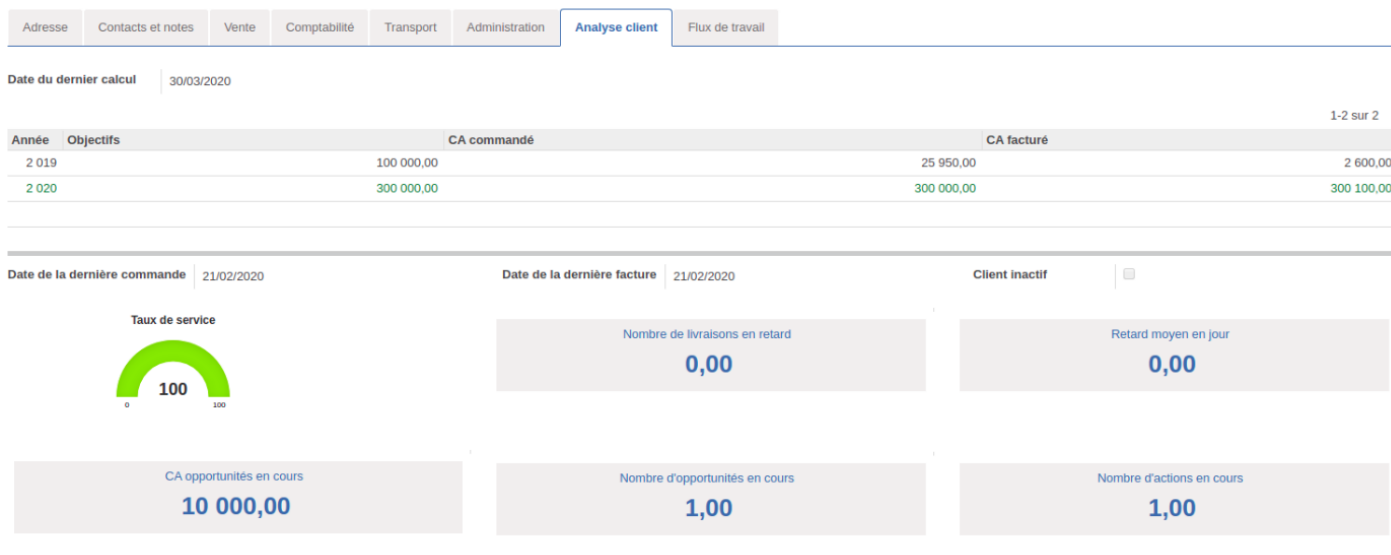 Adresse Contacts et notes Vente Comptabilité Transport Administration Analyse client Flux de travail
Date du dernier calcul 30/03/2020
1-2 sur 2
Année Objectifs CA commandé CA facturé
2 019 100 000,00 25 950,00 2 600,00
2 020 300 000,00 300 000,00 300 100,00
Date de la dernière commande 21/02/2020 Date de la dernière facture 21/02/2020 Client inactif
Taux de service
100
0 100
Nombre de livraisons en retard
0,00
Retard moyen en jour
0,00
CA opportunités en cours
10 000,00
Nombre d'opportunités en cours
1,00
Nombre d'actions en cours
1,00